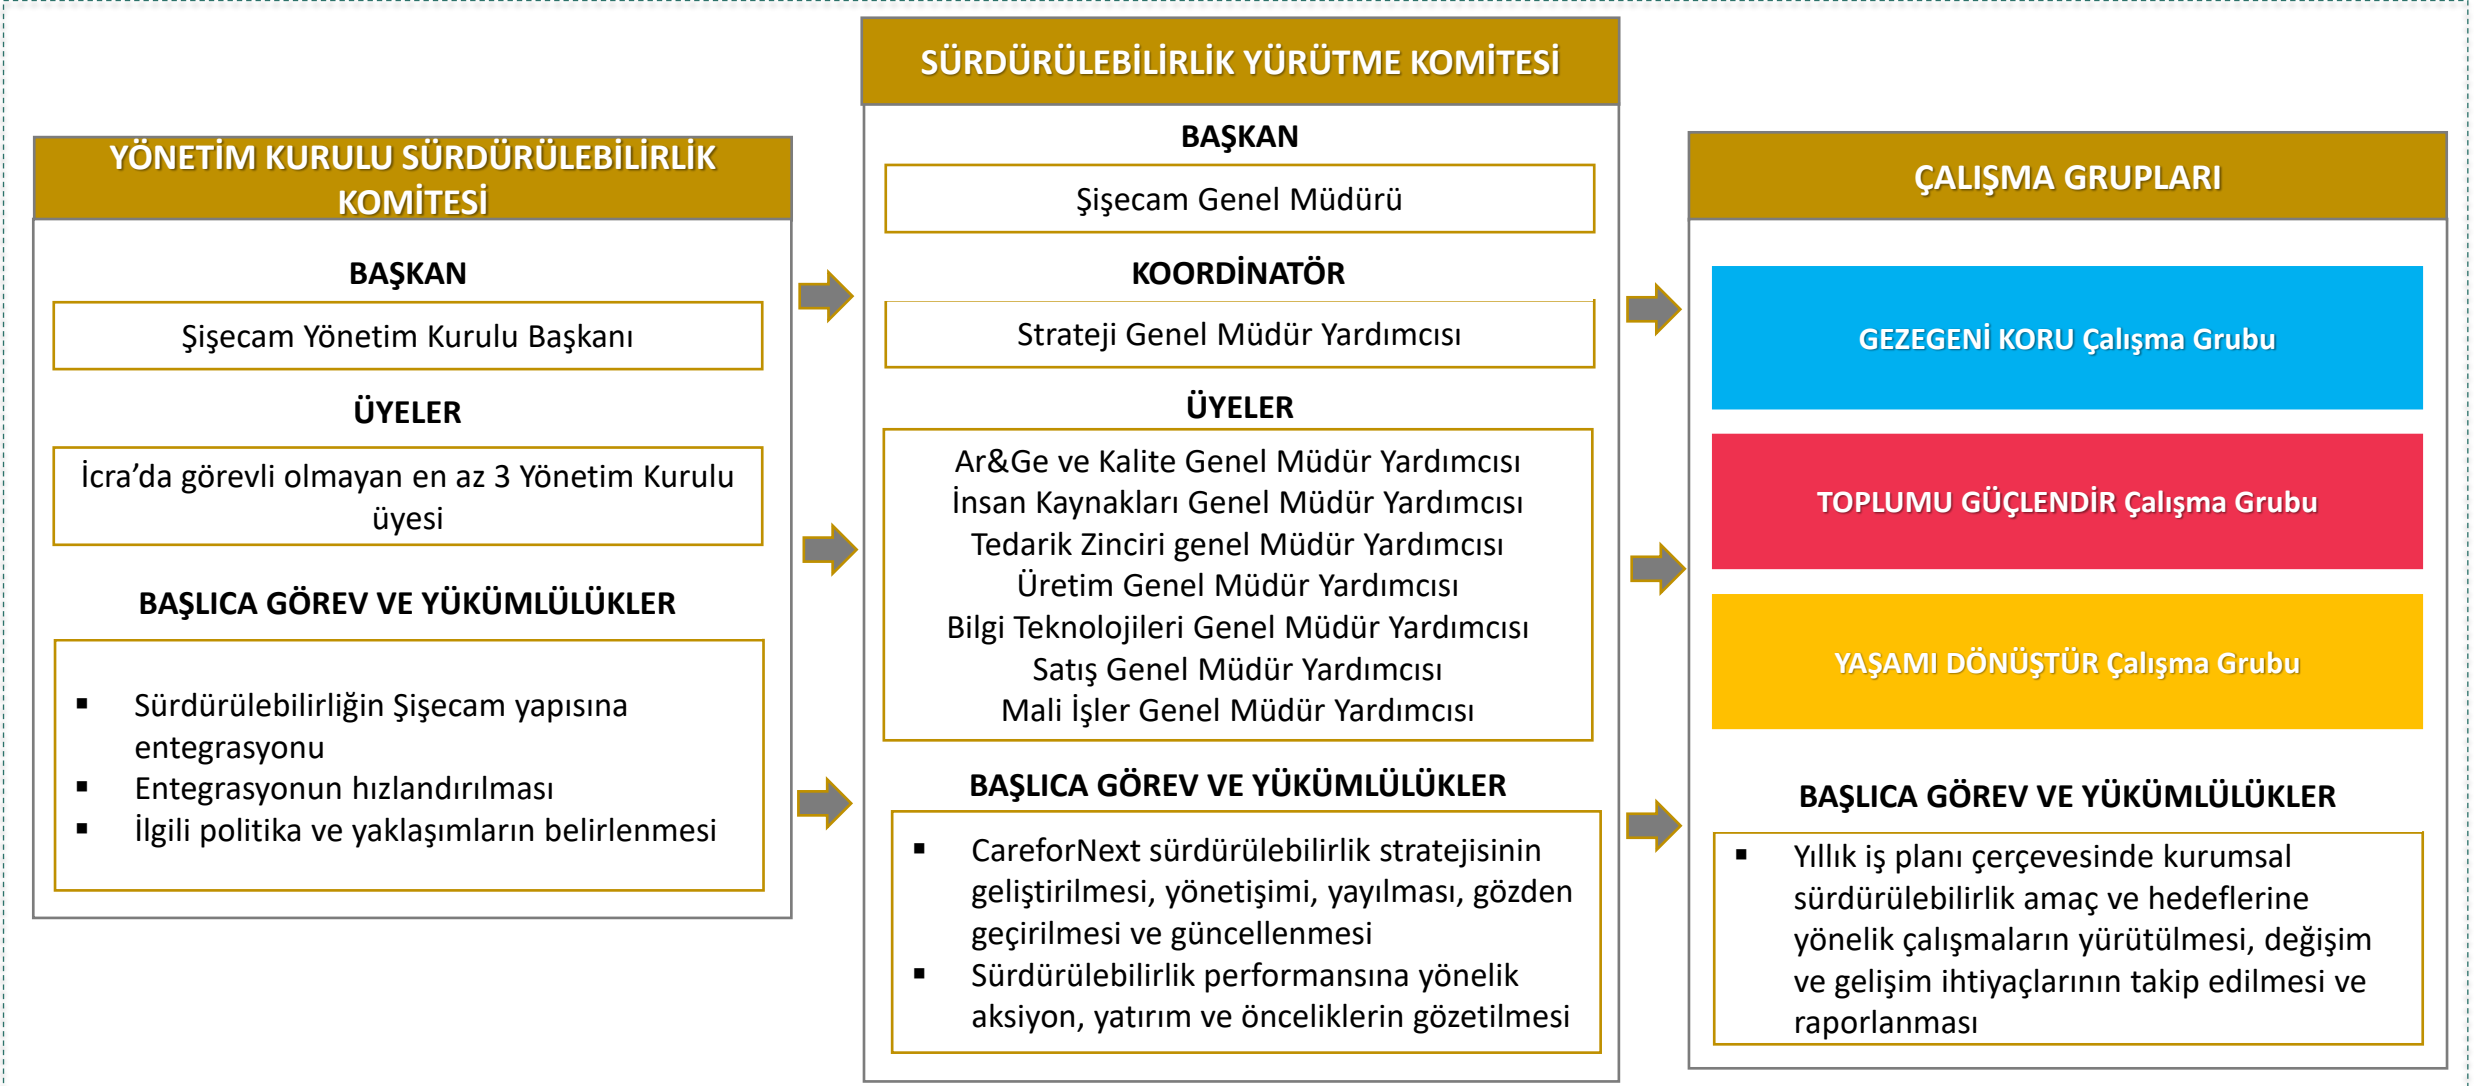 YÖNETİM KURULU SÜRDÜRÜLEBİLİRLİK
KOMİTESİ
BAŞKAN
Şişecam Yönetim Kurulu Başkanı
ÜYELER
İcra’da görevli olmayan en az 3 Yönetim Kurulu
üyesi
BAŞLICA GÖREV VE YÜKÜMLÜLÜKLER
▪ Sürdürülebilirliğin Şişecam yapısına
entegrasyonu
▪ Entegrasyonun hızlandırılması
▪ İlgili politika ve yaklaşımların belirlenmesi
SÜRDÜRÜLEBİLİRLİK YÜRÜTME KOMİTESİ
BAŞKAN
Şişecam Genel Müdürü
KOORDİNATÖR
Strateji Genel Müdür Yardımcısı
ÜYELER
Ar&Ge ve Kalite Genel Müdür Yardımcısı
İnsan Kaynakları Genel Müdür Yardımcısı
Tedarik Zinciri genel Müdür Yardımcısı
Üretim Genel Müdür Yardımcısı
Bilgi Teknolojileri Genel Müdür Yardımcısı
Satış Genel Müdür Yardımcısı
Mali İşler Genel Müdür Yardımcısı
BAŞLICA GÖREV VE YÜKÜMLÜLÜKLER
▪ CareforNext sürdürülebilirlik stratejisinin
geliştirilmesi, yönetişimi, yayılması, gözden
geçirilmesi ve güncellenmesi
▪ Sürdürülebilirlik performansına yönelik
aksiyon, yatırım ve önceliklerin gözetilmesi
ÇALIŞMA GRUPLARI
GEZEGENİ KORU Çalışma Grubu
TOPLUMU GÜÇLENDİR Çalışma Grubu
YAŞAMI DÖNÜŞTÜR Çalışma Grubu
BAŞLICA GÖREV VE YÜKÜMLÜLÜKLER
▪ Yıllık iş planı çerçevesinde kurumsal
sürdürülebilirlik amaç ve hedeflerine
yönelik çalışmaların yürütülmesi, değişim
ve gelişim ihtiyaçlarının takip edilmesi ve
raporlanması